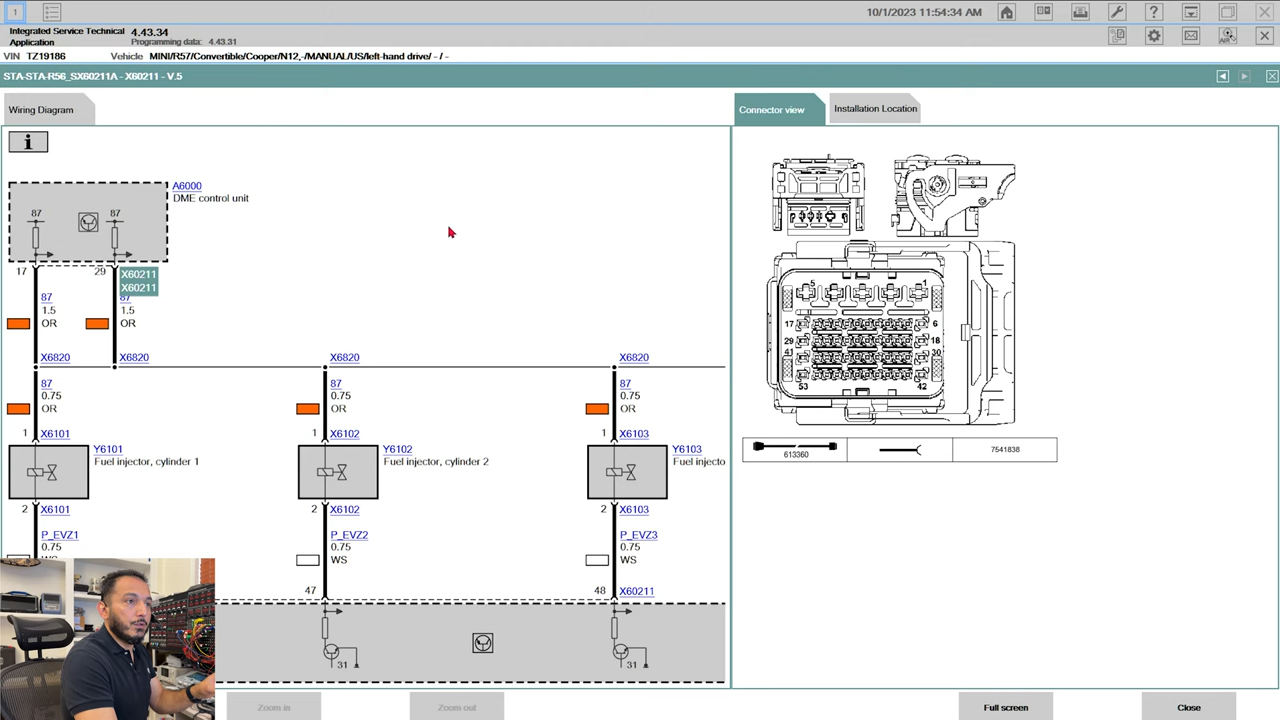 1
10/1/2023 11:54:34 AM
Integrated Service Technical Application 4.43.34
Programming data: 4.43.31
VIN TZ19186 Vehicle MINI/R57/Convertible/Cooper/N12,-/MANUAL/US/left-hand drive/ - / -
STA-STA-R56_SX60211A - X60211 - V.5
Wiring Diagram
Connector view
Installation Location
i
A6000
DME control unit
87 87
17 29 X60211
X60211
87 87
1.5 1.5
OR OR
X6820 X6820 X6820 X6820
87 87 87
0.75 0.75 0.75
OR OR OR
1 X6101 1 X6102 1 X6103
Y6101 Y6102 Y6103
Fuel injector, cylinder 1 Fuel injector, cylinder 2 Fuel injecto
2 X6101 2 X6102 2 X6103
P_EVZ1 P_EVZ2 P_EVZ3
0.75 0.75 0.75
WS WS
47 48 X60211
31 31
5 1
17 6
29 18
41 30
53 42
613360 7541838
Zoom in Zoom out Full screen Close